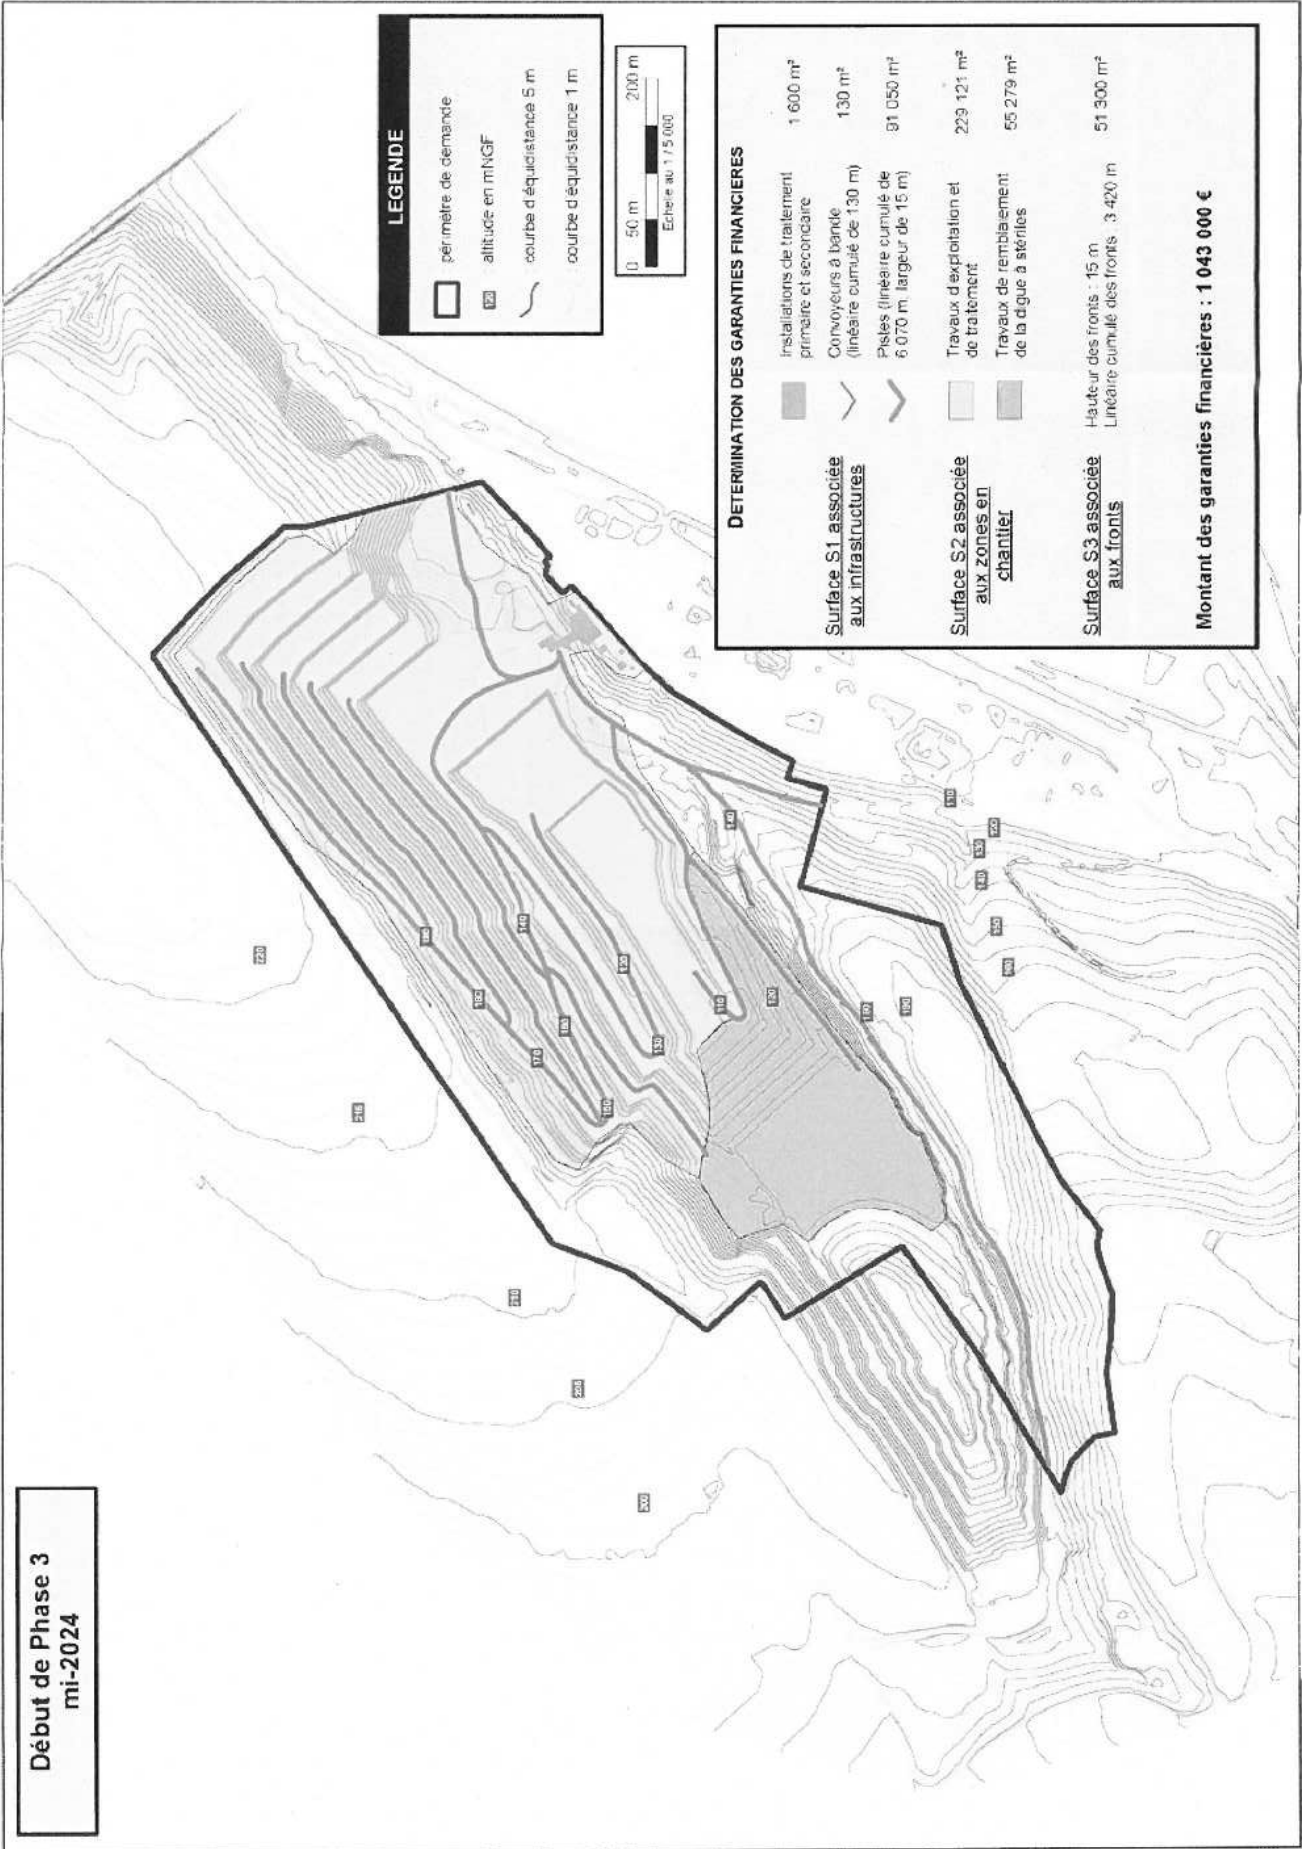 Début de Phase 3
mi-2024
LEGENDE
périmètre de demande
120 altitude en mNGF
courbe d'équidistance 5 m
courbe d'équidistance 1 m
0 50 m 200 m
Echelle au 1 / 5 000
DETERMINATION DES GARANTIES FINANCIERES
Surface S1 associée
aux infrastructures
Installations de traitement
primaire et secondaire
1 600 m²
Convoyeurs à bande
(linéaire cumulé de 130 m)
130 m²
Pistes (linéaire cumulé de
6 070 m, largeur de 15 m)
91 050 m²
Surface S2 associée
aux zones en
chantier
Travaux d'exploitation et
de traitement
229 121 m²
Travaux de remblaiement
de la digue à stériles
55 279 m²
Surface S3 associée
aux fronts
Hauteur des fronts : 15 m
Linéaire cumulé des fronts : 3 420 m
51 300 m²
Montant des garanties financières : 1 043 000 €
220
215
210
205
200
180
170
140
130
110
120
140
150
160
110
120
130